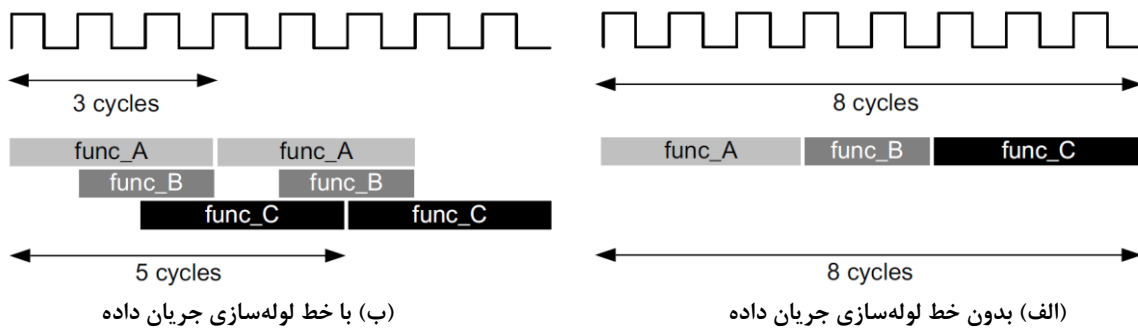 3 cycles
func_A func_A
func_B func_B
func_C func_C
5 cycles
(ب) با خط لوله‌سازی جریان داده
8 cycles
func_A func_B func_C
8 cycles
(الف) بدون خط لوله‌سازی جریان داده